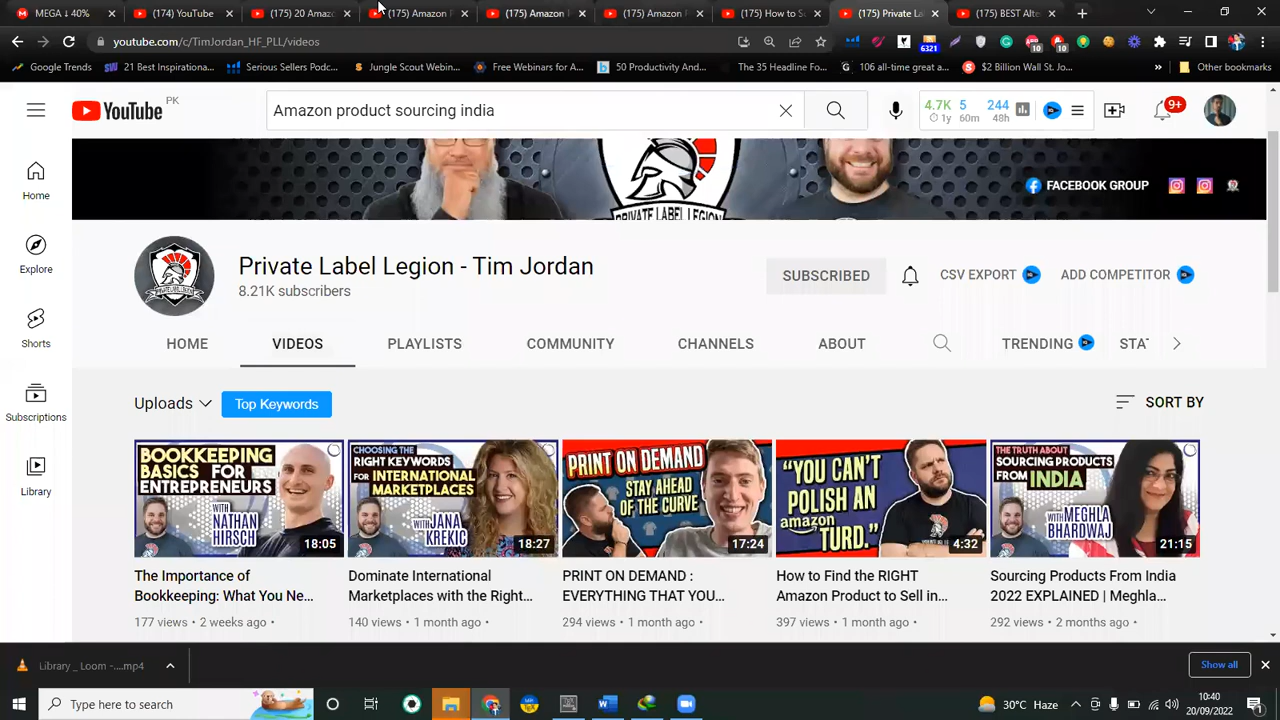 MEGA ↓ 40%
(174) YouTube
(175) 20 Amaz
(175) Amazon
(175) Amazon
(175) Amazon
(175) How to S
(175) Private La
(175) BEST Alte
youtube.com/c/TimJordan_HF_PLL/videos
6321
10
10
Google Trends
21 Best Inspirationa...
Serious Sellers Podc...
Jungle Scout Webin...
Free Webinars for A...
50 Productivity And...
The 35 Headline Fo...
106 all-time great a...
$2 Billion Wall St. Jo...
»
Other bookmarks
YouTube PK
Amazon product sourcing india
4.7K 5 244
1y 60m 48h
9+
Home
Explore
Shorts
Subscriptions
Library
PRIVATE LABEL LEGION
FACEBOOK GROUP
Private Label Legion - Tim Jordan
8.21K subscribers
SUBSCRIBED
CSV EXPORT
ADD COMPETITOR
HOME
VIDEOS
PLAYLISTS
COMMUNITY
CHANNELS
ABOUT
TRENDING
STA
Uploads
Top Keywords
SORT BY
BOOKKEEPING
BASICS FOR
ENTREPRENEURS
WITH
NATHAN
HIRSCH
18:05
CHOOSING THE
RIGHT KEYWORDS
FOR INTERNATIONAL
MARKETPLACES
WITH JANA
KREKIC
18:27
PRINT ON DEMAND
STAY AHEAD
OF THE CURVE
17:24
"YOU CAN'T
POLISH AN
amazon
TURD."
4:32
THE TRUTH ABOUT
SOURCING PRODUCTS
FROM INDIA
WITH MEGHLA
BHARDWAJ
21:15
The Importance of
Bookkeeping: What You Ne...
177 views • 2 weeks ago •
Dominate International
Marketplaces with the Right...
140 views • 1 month ago •
PRINT ON DEMAND :
EVERYTHING THAT YOU...
294 views • 1 month ago •
How to Find the RIGHT
Amazon Product to Sell in...
397 views • 1 month ago •
Sourcing Products From India
2022 EXPLAINED | Meghla...
292 views • 2 months ago •
Library _ Loom -....mp4
Show all
Type here to search
30°C Haze
10:40
20/09/2022